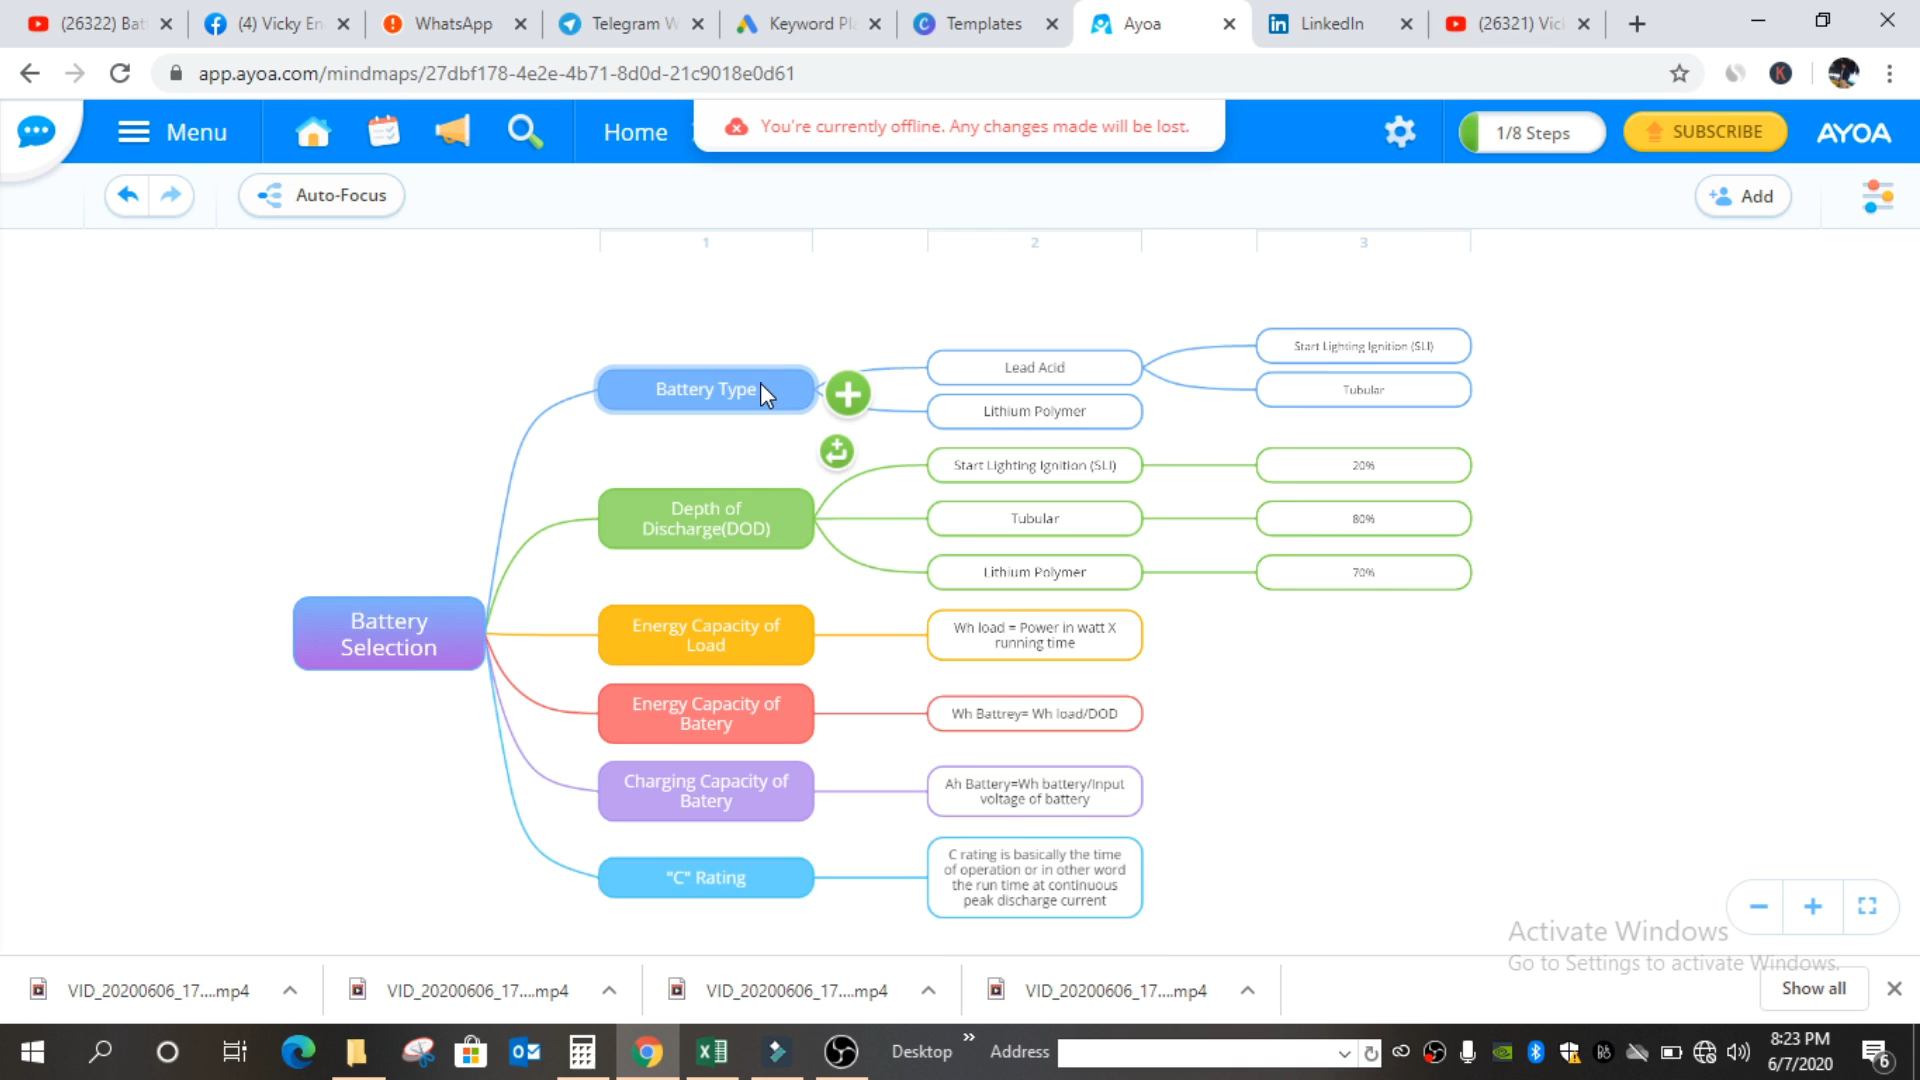 (26322) Bat
(4) Vicky En
WhatsApp
Telegram W
Keyword Pla
Templates
Ayoa
LinkedIn
(26321) Vic
app.ayoa.com/mindmaps/27dbf178-4e2e-4b71-8d0d-21c9018e0d61
K
Menu
Home
You're currently offline. Any changes made will be lost.
1/8 Steps
SUBSCRIBE
AYOA
Auto-Focus
Add
1
2
3
Battery
Selection
Battery Type
Lead Acid
Start Lighting Ignition (SLI)
Tubular
Lithium Polymer
Depth of
Discharge(DOD)
Start Lighting Ignition (SLI)
20%
Tubular
80%
Lithium Polymer
70%
Energy Capacity of
Load
Wh load = Power in watt X
running time
Energy Capacity of
Batery
Wh Battrey= Wh load/DOD
Charging Capacity of
Batery
Ah Battery=Wh battery/Input
voltage of battery
"C" Rating
C rating is basically the time
of operation or in other word
the run time at continuous
peak discharge current
Activate Windows
Go to Settings to activate Windows.
VID_20200606_17....mp4
VID_20200606_17....mp4
VID_20200606_17....mp4
VID_20200606_17....mp4
Show all
Desktop
Address
8:23 PM
6/7/2020
6